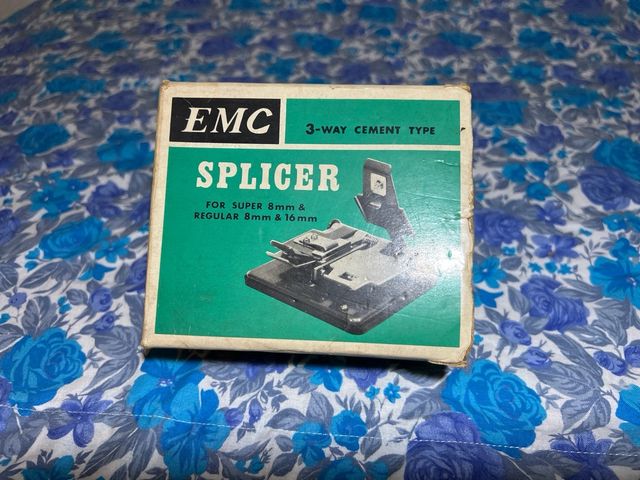 EMC
3-WAY CEMENT TYPE
SPLICER
FOR SUPER 8mm &
REGULAR 8mm & 16mm